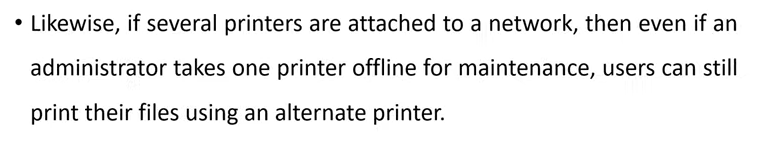 • Likewise, if several printers are attached to a network, then even if an
administrator takes one printer offline for maintenance, users can still
print their files using an alternate printer.